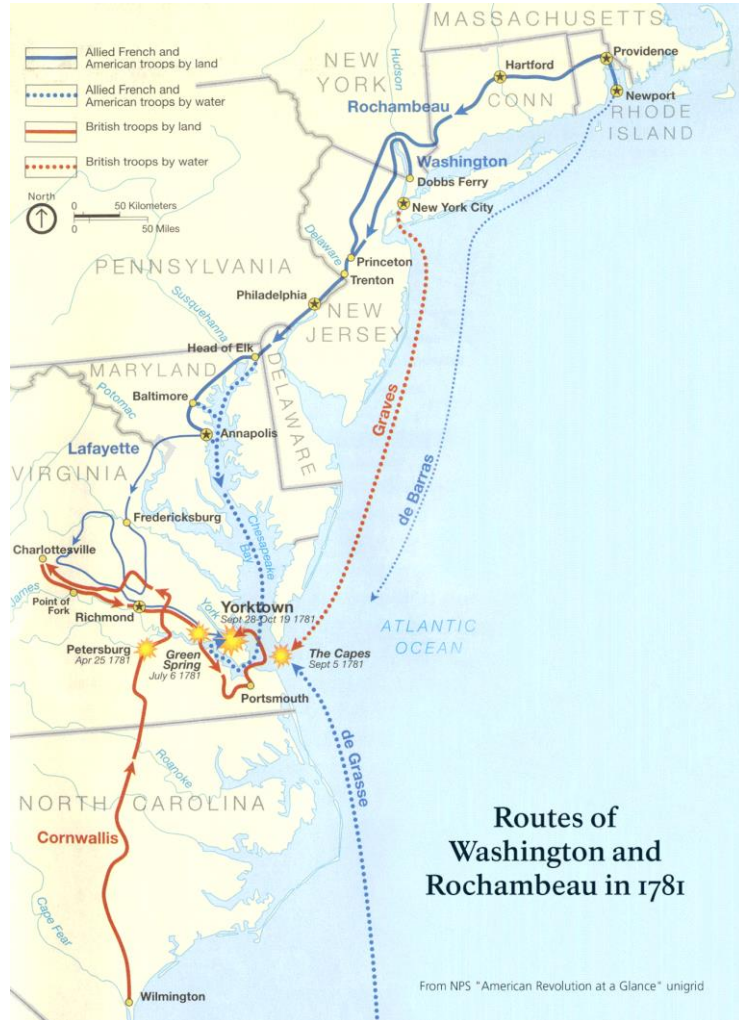 MASSACHUSETTS
Allied French and
American troops by land
Allied French and
American troops by water
British troops by land
British troops by water
North
0 50 Kilometers
0 50 Miles
NEW
YORK
Hudson
Hartford
Providence
CONN
Newport
RHODE
ISLAND
Rochambeau
Washington
Dobbs Ferry
New York City
Delaware
Princeton
Trenton
PENNSYLVANIA
Philadelphia
NEW
JERSEY
Susquehanna
Head of Elk
MARYLAND
DELAWARE
Baltimore
Potomac
Annapolis
Graves
de Barras
Lafayette
VIRGINIA
Fredericksburg
Chesapeake
Bay
Charlottesville
James
Point of
Fork
Richmond
York
Yorktown
Sept 28-Oct 19 1781
ATLANTIC
OCEAN
Petersburg
Apr 25 1781
Green
Spring
July 6 1781
The Capes
Sept 5 1781
Portsmouth
de Grasse
Roanoke
NORTH CAROLINA
Cornwallis
Cape Fear
Wilmington
Routes of
Washington and
Rochambeau in 1781
From NPS "American Revolution at a Glance" unigrid